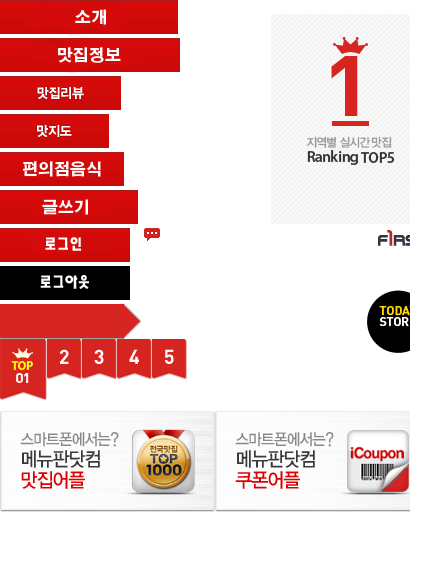 소개
맛집정보
맛집리뷰
맛지도
편의점음식
글쓰기
로그인
로그아웃
1
지역별 실시간 맛집
Ranking TOP5
FIRS
TODA
STOR
TOP
01
2
3
4
5
스마트폰에서는?
메뉴판닷컴
맛집어플
전국맛집
TOP
1000
스마트폰에서는?
메뉴판닷컴
쿠폰어플
iCoupon